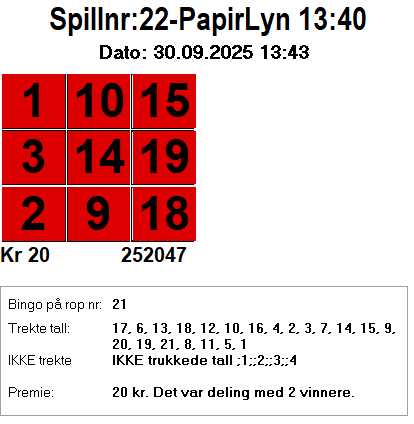 Spillnr:22-PapirLyn 13:40
Dato: 30.09.2025 13:43
1 10 15
3 14 19
2 9 18
Kr 20 252047
Bingo på rop nr: 21
Trekte tall: 17, 6, 13, 18, 12, 10, 16, 4, 2, 3, 7, 14, 15, 9,
20, 19, 21, 8, 11, 5, 1
IKKE trekte IKKE trukkede tall ;1;;2;;3;;4
Premie: 20 kr. Det var deling med 2 vinnere.